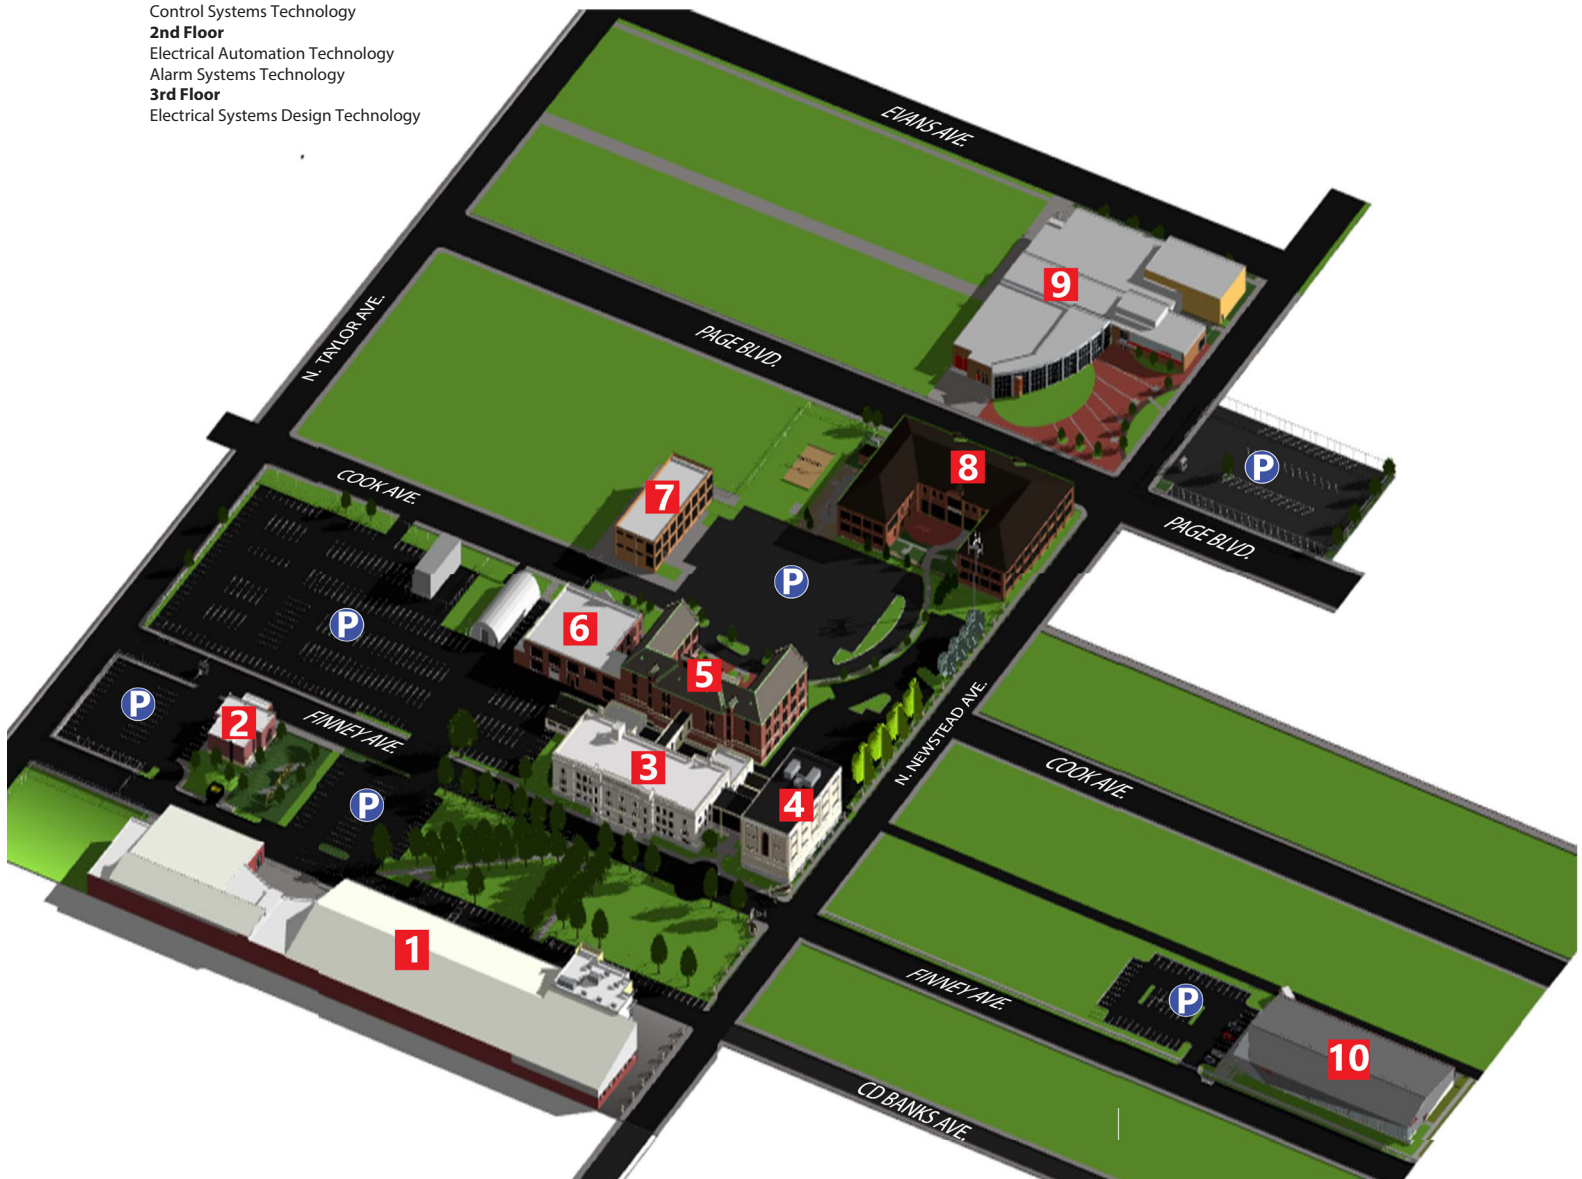 Control Systems Technology
2nd Floor
Electrical Automation Technology
Alarm Systems Technology
3rd Floor
Electrical Systems Design Technology
EVANS AVE.
9
N. TAYLOR AVE.
PAGE BLVD.
8
P
7
COOK AVE.
PAGE BLVD.
P
6
P
5
P
2
FINNEY AVE.
N. NEWSTEAD AVE.
3
4
P
COOK AVE.
1
FINNEY AVE.
P
10
CD BANKS AVE.